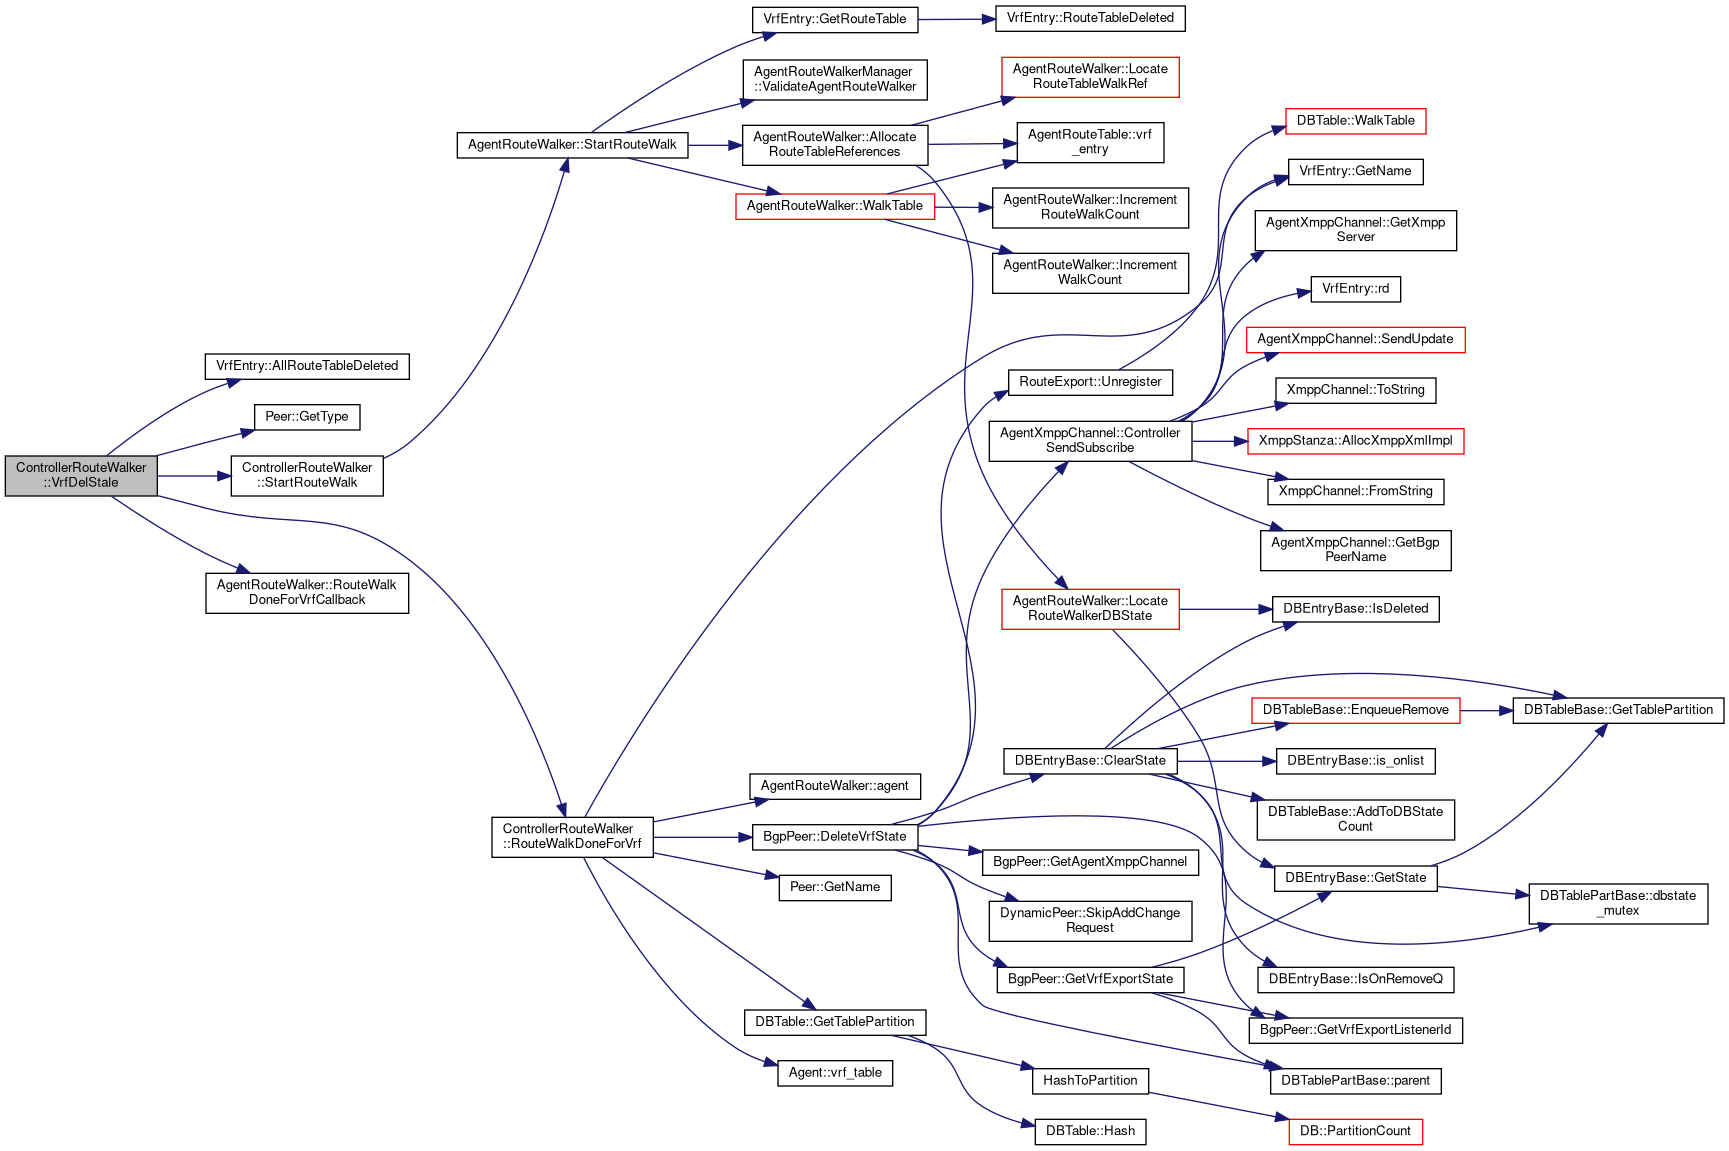 VrfEntry::GetRouteTable
VrfEntry::RouteTableDeleted
AgentRouteWalkerManager
::ValidateAgentRouteWalker
AgentRouteWalker::Locate
RouteTableWalkRef
AgentRouteWalker::StartRouteWalk
AgentRouteWalker::Allocate
RouteTableReferences
AgentRouteTable::vrf
_entry
DBTable::WalkTable
VrfEntry::GetName
AgentRouteWalker::WalkTable
AgentRouteWalker::Increment
RouteWalkCount
AgentRouteWalker::Increment
WalkCount
AgentXmppChannel::GetXmpp
Server
VrfEntry::rd
AgentXmppChannel::SendUpdate
VrfEntry::AllRouteTableDeleted
RouteExport::Unregister
XmppChannel::ToString
Peer::GetType
AgentXmppChannel::Controller
SendSubscribe
XmppStanza::AllocXmppXmlImpl
ControllerRouteWalker
::VrfDelStale
ControllerRouteWalker
::StartRouteWalk
XmppChannel::FromString
AgentXmppChannel::GetBgp
PeerName
AgentRouteWalker::RouteWalk
DoneForVrfCallback
AgentRouteWalker::Locate
RouteWalkerDBState
DBEntryBase::IsDeleted
DBTableBase::EnqueueRemove
DBTableBase::GetTablePartition
DBEntryBase::ClearState
DBEntryBase::is_onlist
AgentRouteWalker::agent
DBTableBase::AddToDBState
Count
ControllerRouteWalker
::RouteWalkDoneForVrf
BgpPeer::DeleteVrfState
BgpPeer::GetAgentXmppChannel
Peer::GetName
DBEntryBase::GetState
DBTablePartBase::dbstate
_mutex
DynamicPeer::SkipAddChange
Request
BgpPeer::GetVrfExportState
DBEntryBase::IsOnRemoveQ
DBTable::GetTablePartition
BgpPeer::GetVrfExportListenerId
Agent::vrf_table
HashToPartition
DBTablePartBase::parent
DBTable::Hash
DB::PartitionCount